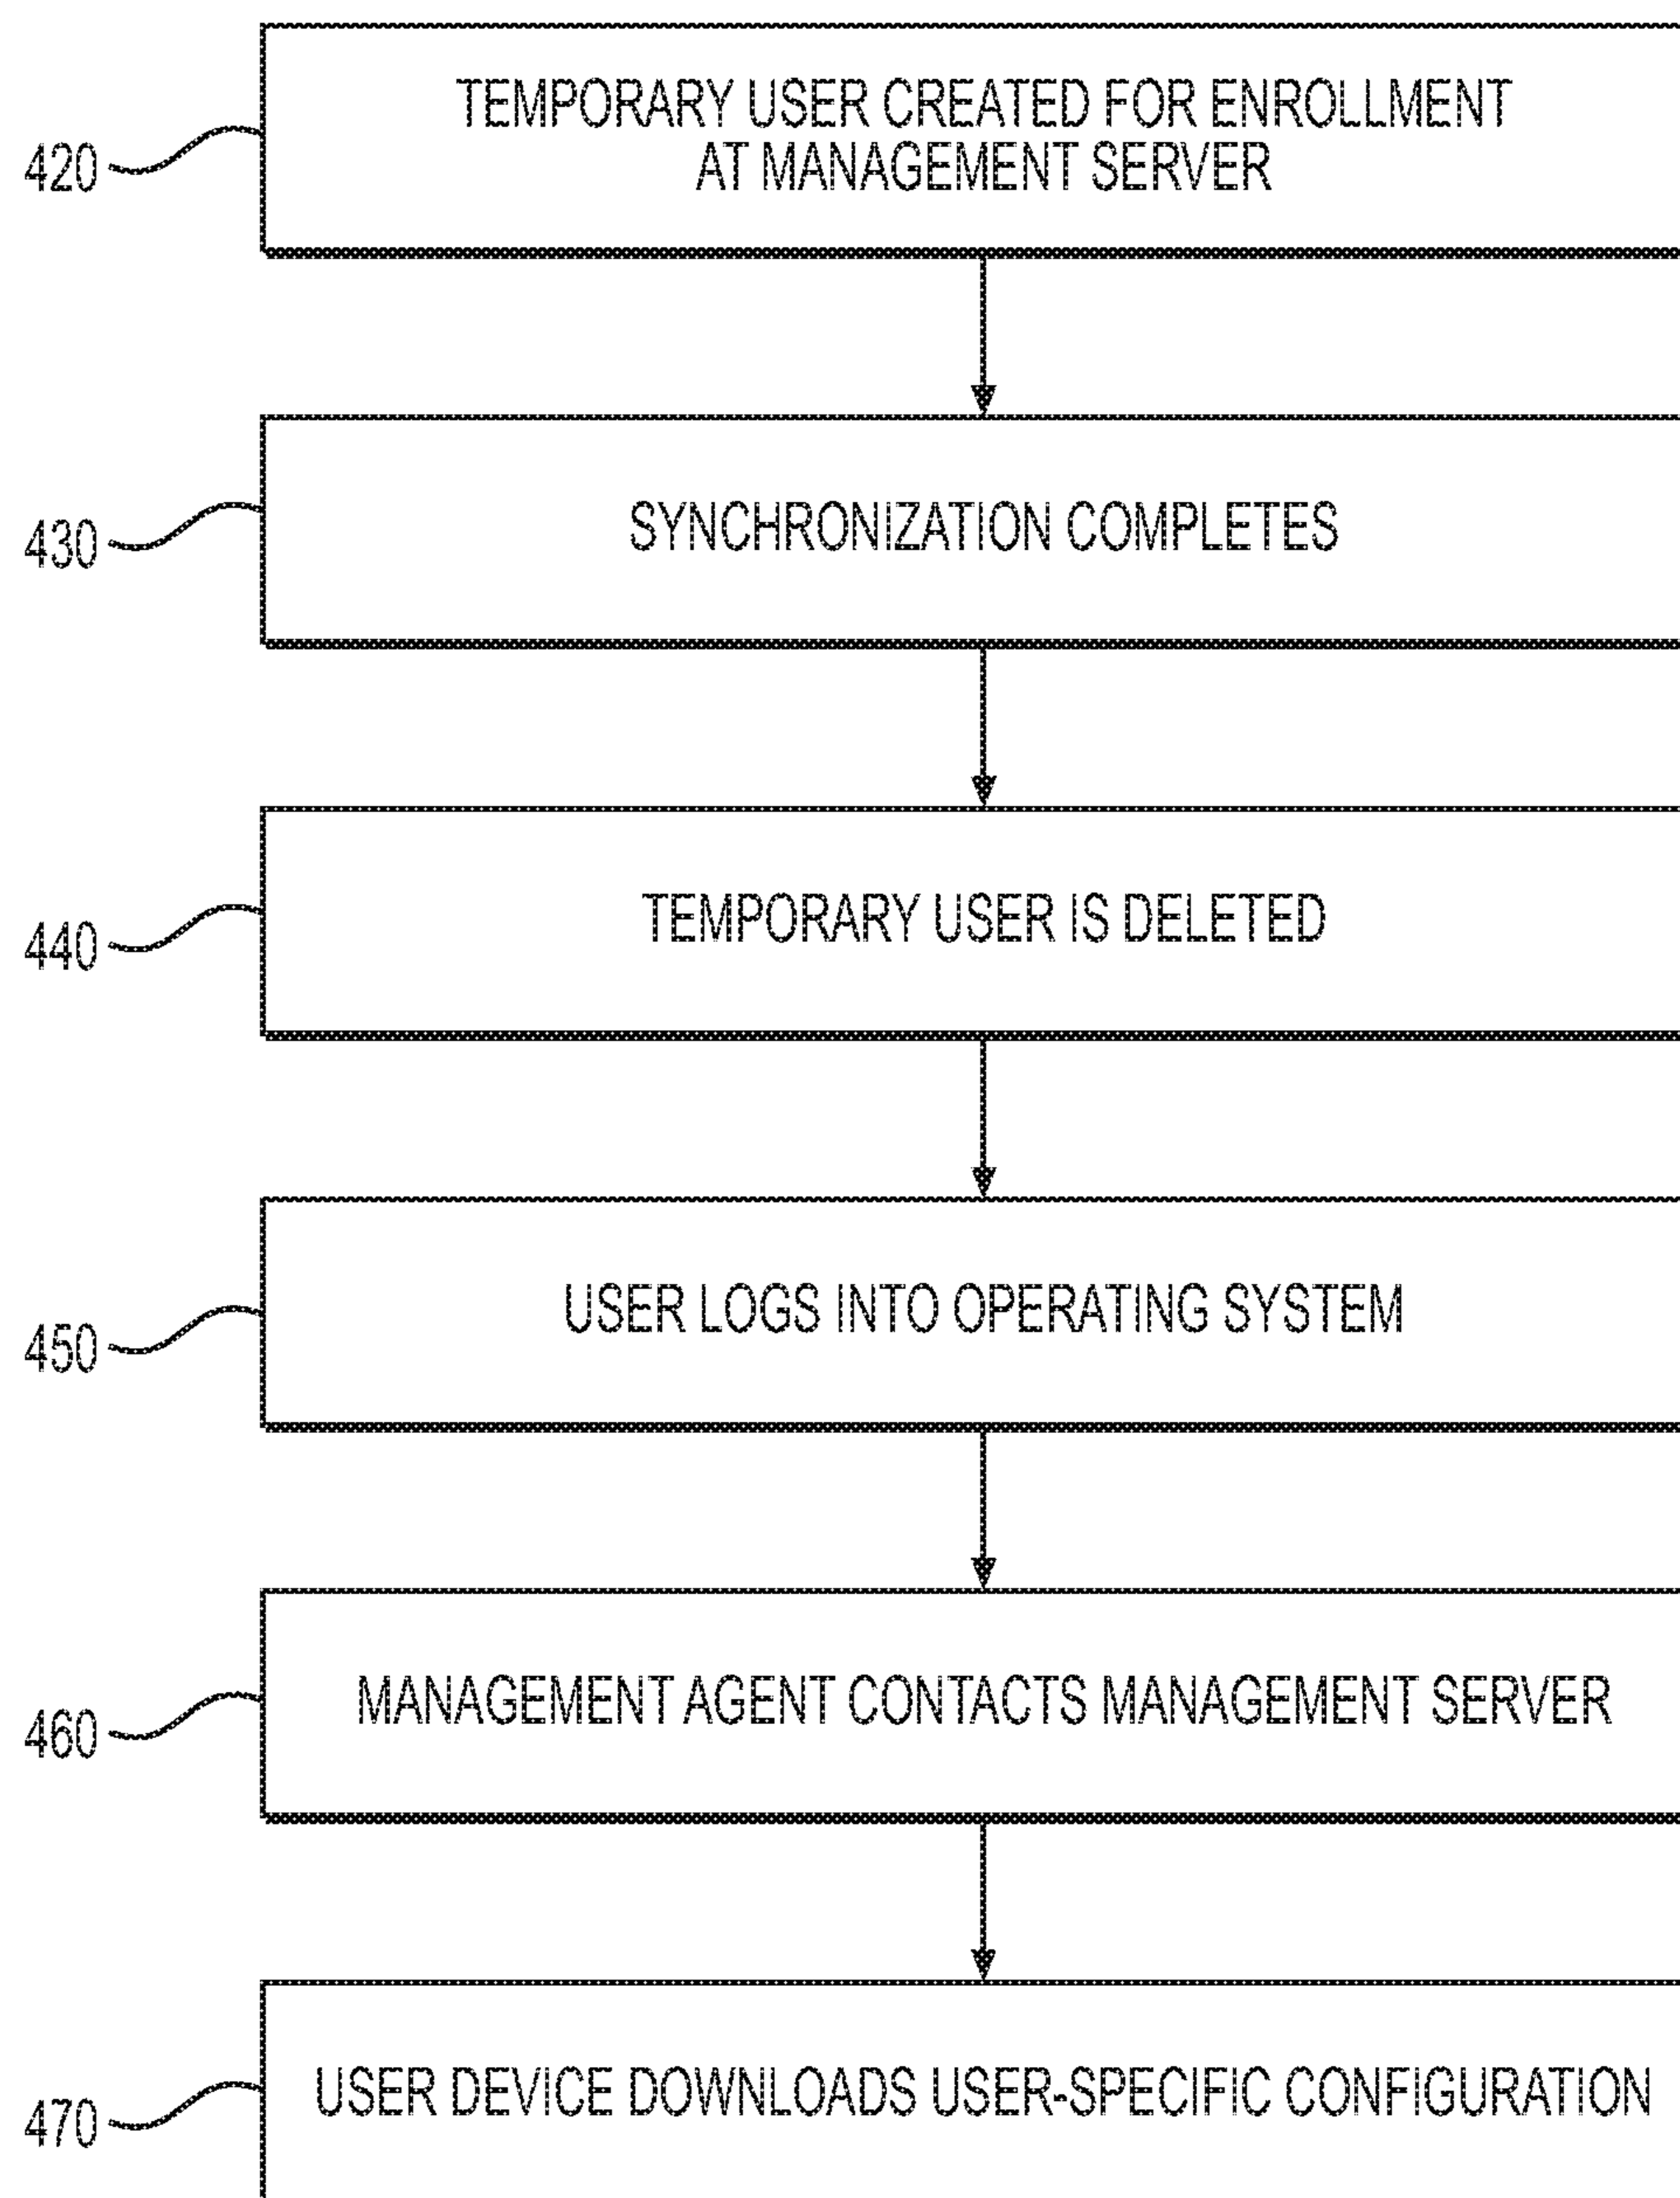 420
TEMPORARY USER CREATED FOR ENROLLMENT
AT MANAGEMENT SERVER
430
SYNCHRONIZATION COMPLETES
440
TEMPORARY USER IS DELETED
450
USER LOGS INTO OPERATING SYSTEM
460
MANAGEMENT AGENT CONTACTS MANAGEMENT SERVER
470
USER DEVICE DOWNLOADS USER-SPECIFIC CONFIGURATION